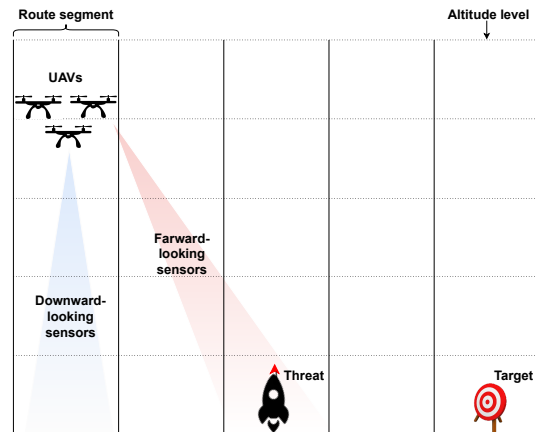 Route segment
Altitude level
UAVs
Farward-
looking
sensors
Downward-
looking
sensors
Threat
Target